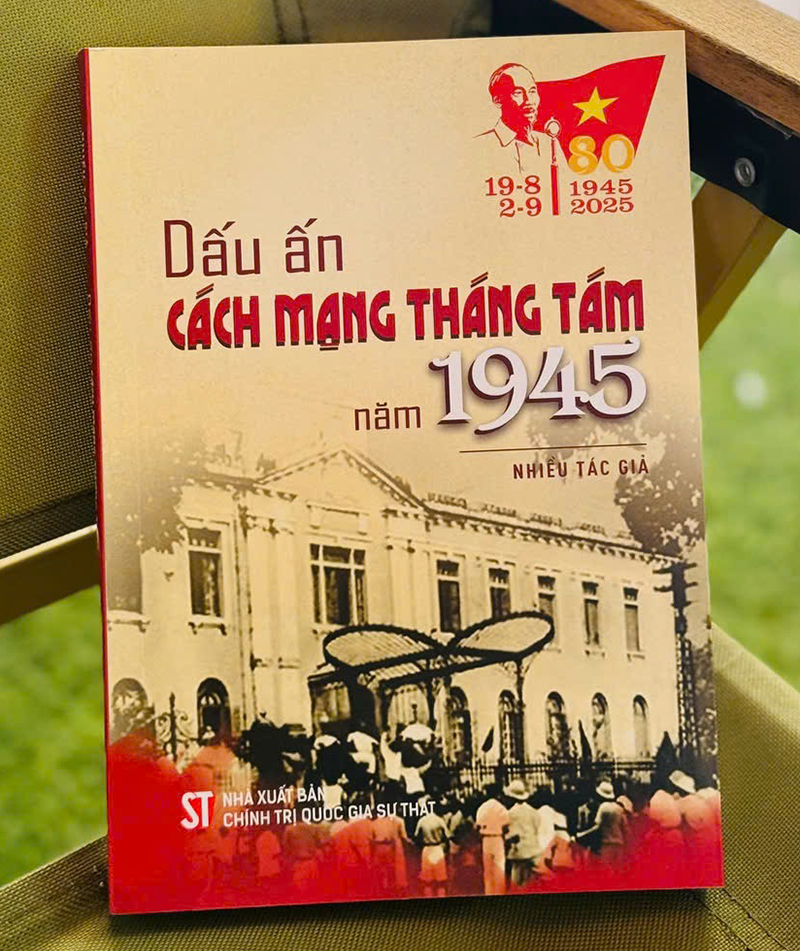 80
19-8 1945
2-9 2025
Dấu ấn
CÁCH MẠNG THÁNG TÁM
năm 1945
NHIỀU TÁC GIẢ
ST NHÀ XUẤT BẢN
CHÍNH TRỊ QUỐC GIA SỰ THẬT